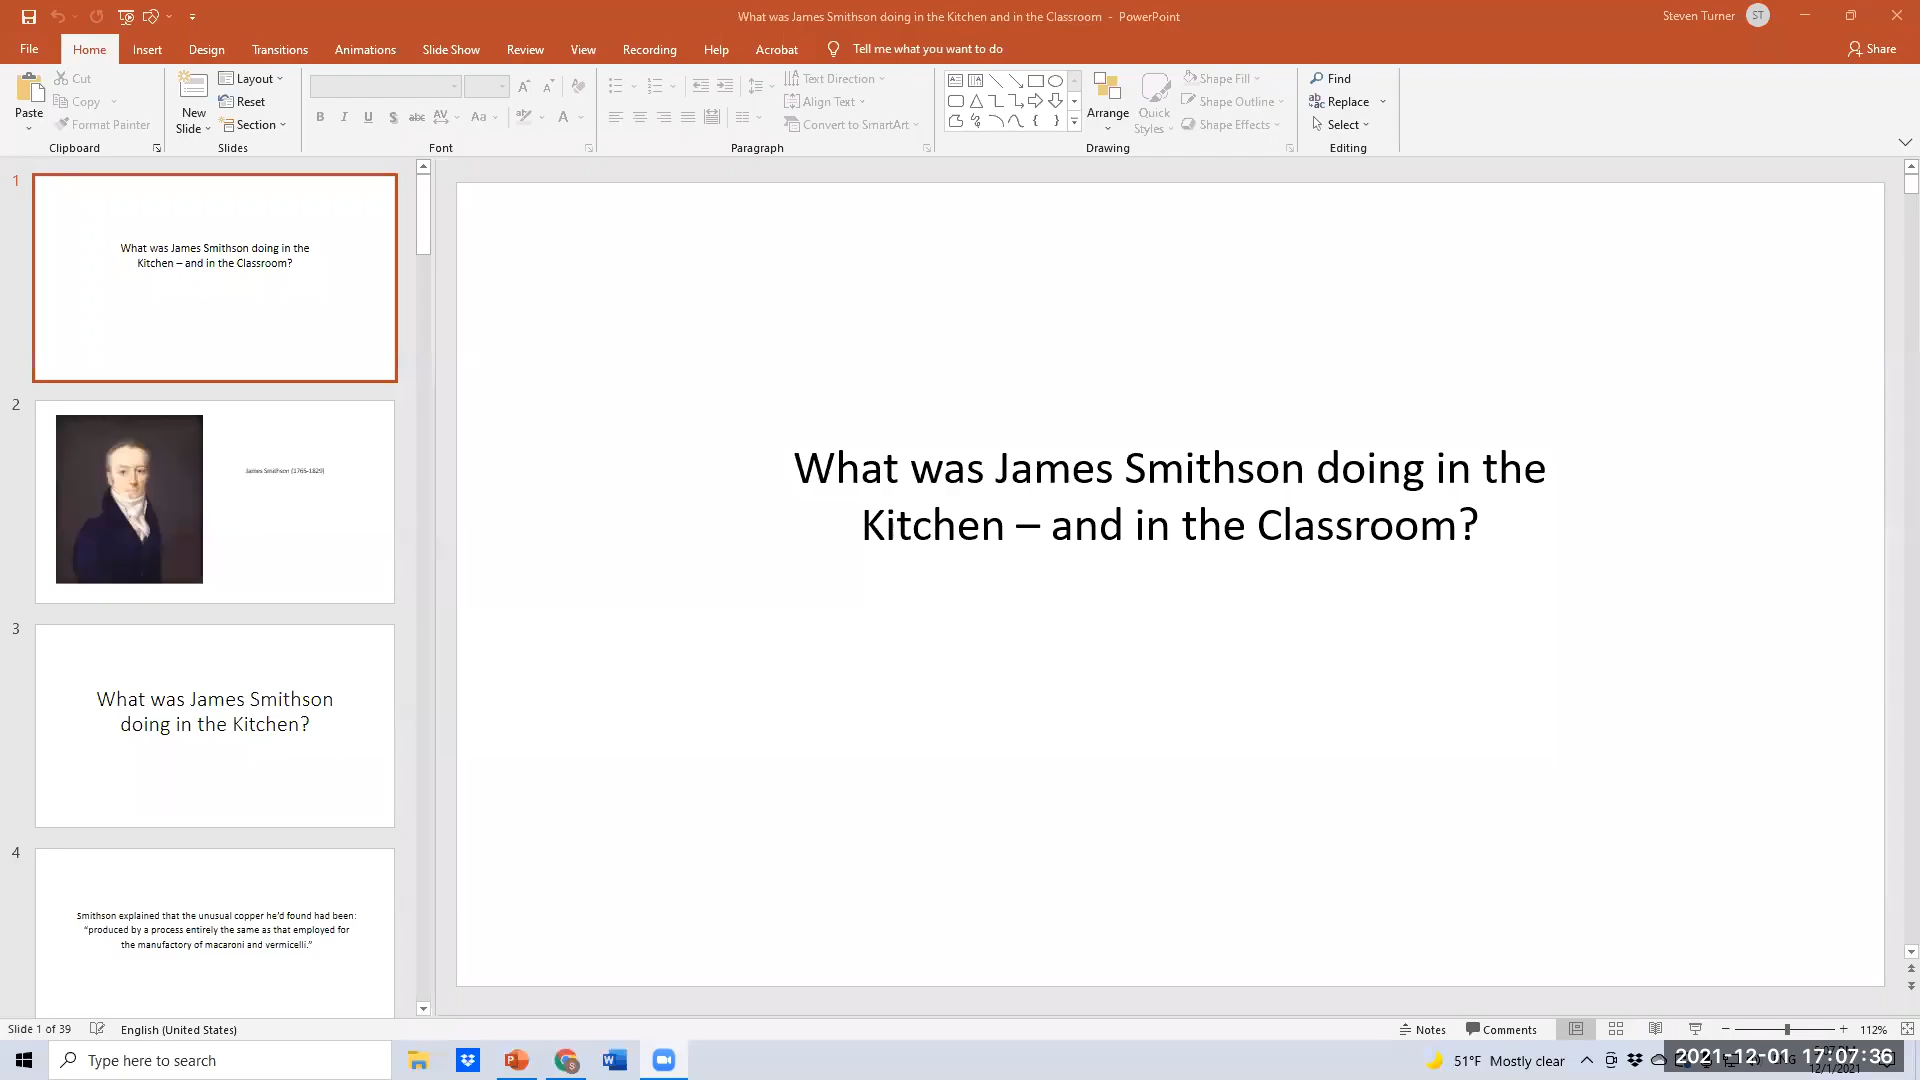 What was James Smithson doing in the Kitchen and in the Classroom - PowerPoint
Steven Turner
ST
File
Home
Insert
Design
Transitions
Animations
Slide Show
Review
View
Recording
Help
Acrobat
Tell me what you want to do
Share
Paste
Cut
Copy
Format Painter
Clipboard
New
Slide
Layout
Reset
Section
Slides
Font
Text Direction
Align Text
Convert to SmartArt
Paragraph
Arrange
Quick
Styles
Shape Fill
Shape Outline
Shape Effects
Drawing
Find
Replace
Select
Editing
1
What was James Smithson doing in the
Kitchen – and in the Classroom?
2
James Smithson (1765-1829)
3
What was James Smithson
doing in the Kitchen?
4
Smithson explained that the unusual copper he’d found had been:
“produced by a process entirely the same as that employed for
the manufactory of macaroni and vermicelli.”
What was James Smithson doing in the
Kitchen – and in the Classroom?
Slide 1 of 39
English (United States)
Notes
Comments
112%
Type here to search
51°F Mostly clear
2021-12-01 17:07:36
12/1/2021